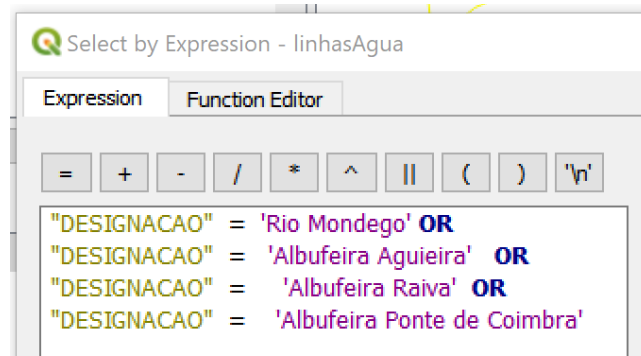 Select by Expression - linhasAgua
Expression Function Editor
= + - / * ^ || ( ) '\n'
"DESIGNACAO" = 'Rio Mondego' OR
"DESIGNACAO" = 'Albufeira Aguieira' OR
"DESIGNACAO" = 'Albufeira Raiva' OR
"DESIGNACAO" = 'Albufeira Ponte de Coimbra'